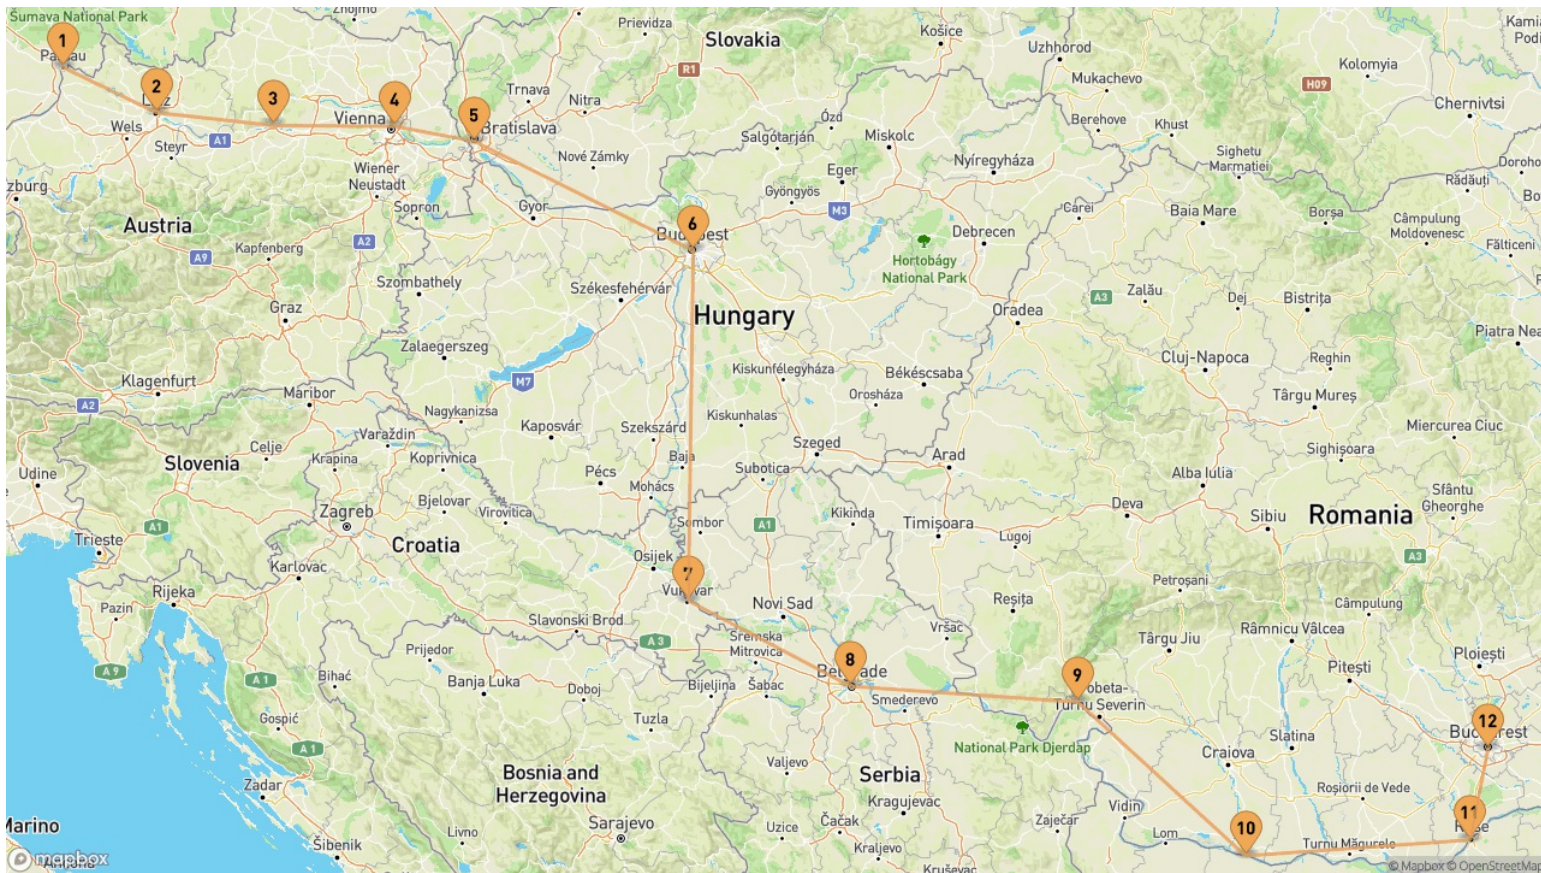 Šumava National Park
Znojmo
Prievidza
Slovakia
Košice
Uzhhorod
1
R1
Mukachevo
H09
Kolomyia
2
3
4
5
Trnava
Nitra
Ózd
Miskolc
Berehove
Khust
Chernivtsi
Wels
A1
Vienna
Bratislava
Salgótarján
Steyr
Nové Zámky
Eger
Nyíregyháza
Sighetu
Marmației
Rădăuți
Wiener
Neustadt
Gyöngyös
Austria
Sopron
Gyor
6
M3
Carei
Baia Mare
Borșa
Câmpulung
Moldovenesc
A2
Debrecen
Fălticeni
A9
Kapfenberg
Hortobágy
National Park
Szombathely
Székesfehérvár
A3
Zalău
Dej
Bistrița
Graz
Hungary
Oradea
Zalaegerszeg
Cluj-Napoca
Reghin
Klagenfurt
M7
Kiskunfélegyháza
Békéscsaba
A2
Maribor
Orosháza
Târgu Mureș
Nagykanizsa
Kaposvár
Szekszárd
Kiskunhalas
Miercurea Ciuc
Varaždin
Celje
Szeged
Sighișoara
Slovenia
Krapina
Koprivnica
Baja
Arad
Udine
Pécs
Subotica
Alba Iulia
Mohács
Bjelovar
Deva
Sfântu
Gheorghe
Zagreb
Virovitica
Sombor
Kikinda
Timișoara
Sibiu
Romania
A1
A1
Trieste
Croatia
Osijek
Lugoj
A3
Karlovac
7
Petroșani
Rijeka
Pazin
Vukovar
Novi Sad
Reșița
Câmpulung
Slavonski Brod
A3
Sremska
Mitrovica
Vršac
Târgu Jiu
Râmnicu Vâlcea
Prijedor
8
Ploiești
A9
A1
Bihać
Banja Luka
Doboj
Bijeljina
Šabac
Belgrade
9
Pitești
Smederevo
Turnu Severin
Gospić
Tuzla
12
A1
National Park Djerdap
Slatina
Craiova
Bosnia and
Herzegovina
Valjevo
Serbia
Zadar
Roșiorii de Vede
Kragujevac
Vidin
11
Livno
Sarajevo
Uzice
Čačak
Zaječar
Lom
10
Šibenik
Kraljevo
Turnu Măgurele
mapbox
Kruševac
© Mapbox © OpenStreetMap